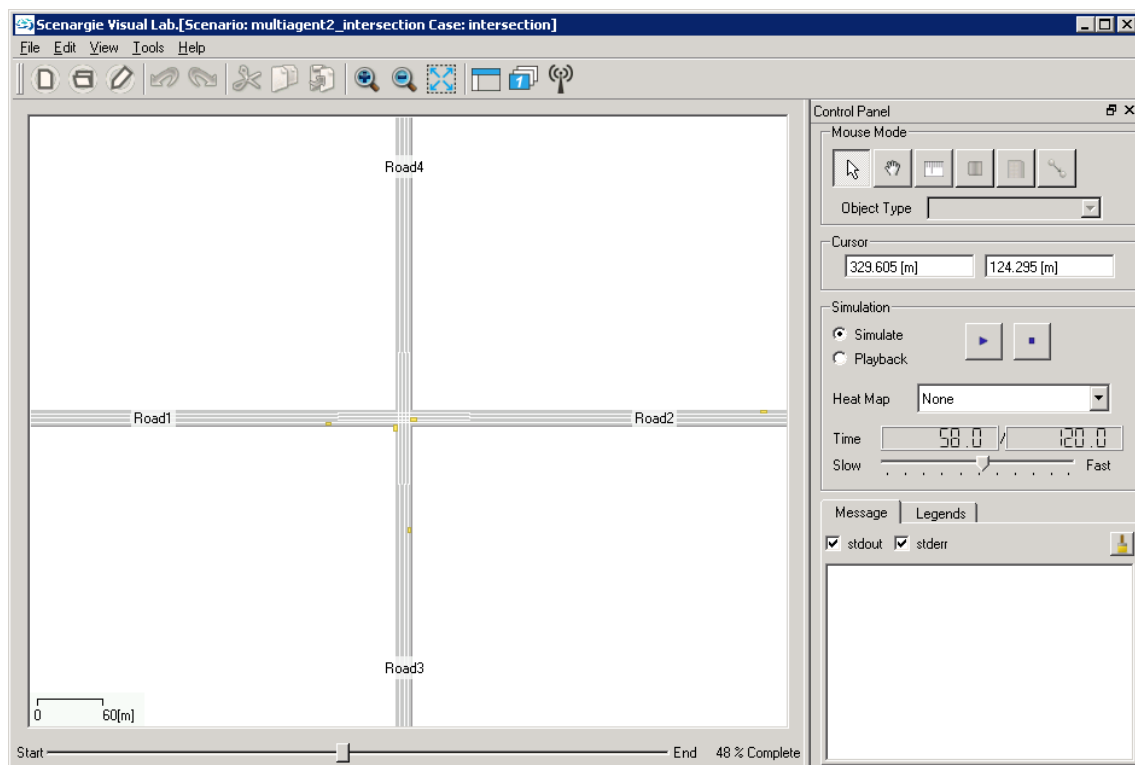 Scenargie Visual Lab.[Scenario: multiagent2_intersection Case: intersection]
File Edit View Tools Help
1
Control Panel
Mouse Mode
Object Type
Cursor
329.605 [m] 124.295 [m]
Simulation
Simulate
Playback
Heat Map None
Time 58.0 / 120.0
Slow Fast
Message Legends
stdout stderr
Road4
Road1 Road2
Road3
0 60[m]
Start End 48 % Complete